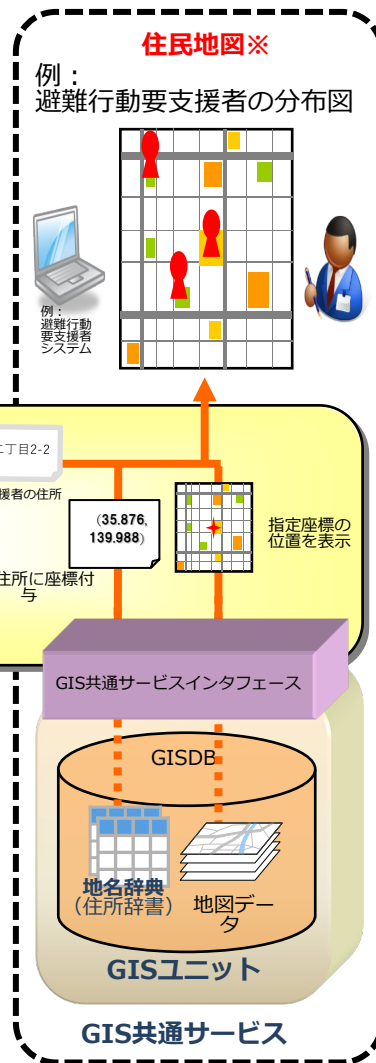 住民地図※
例：
避難行動要支援者の分布図
例：
避難行動
要支援者
システム
二丁目2-2
援者の住所
（35.876,
139.988）
指定座標の
位置を表示
住所に座標付
与
GIS共通サービスインタフェース
GISDB
地名辞典
（住所辞書）
地図デー
タ
GISユニット
GIS共通サービス